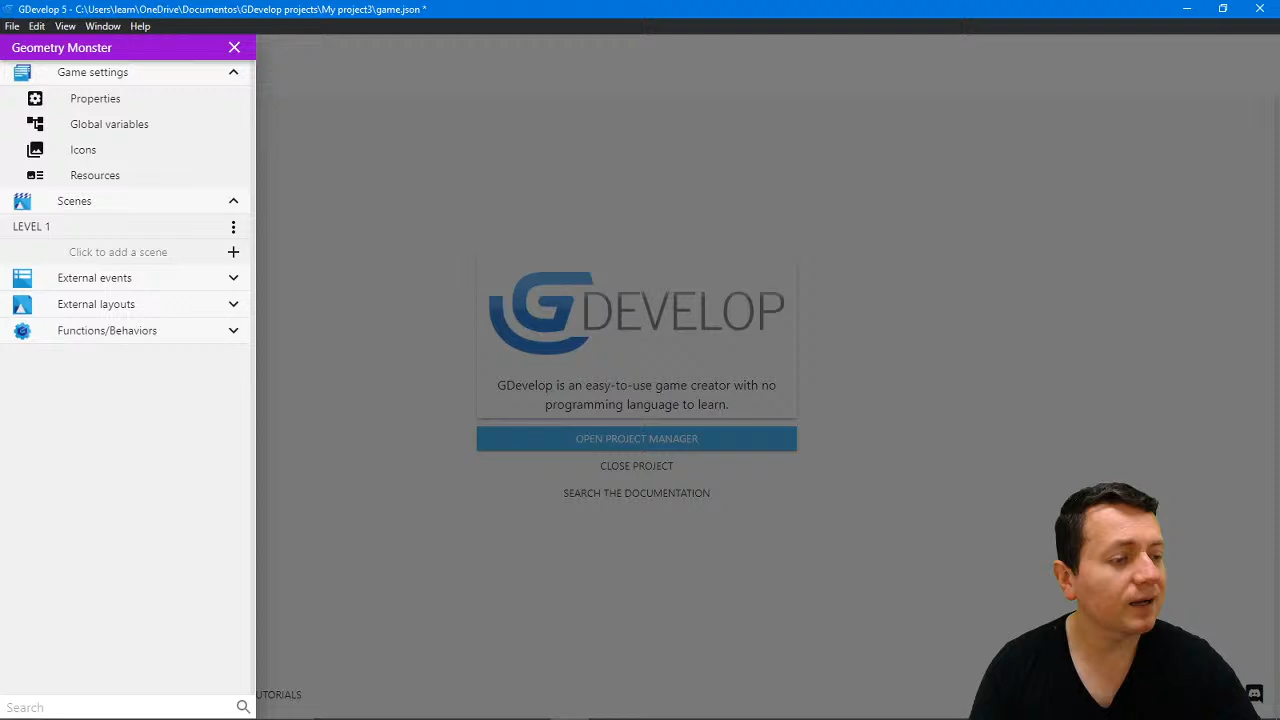 GDevelop 5 - C:\Users\learn\OneDrive\Documentos\GDevelop projects\My project3\game.json *
File Edit View Window Help
Geometry Monster
Game settings
Properties
Global variables
Icons
Resources
Scenes
LEVEL 1
Click to add a scene
External events
External layouts
Functions/Behaviors
GDEVELOP
GDevelop is an easy-to-use game creator with no
programming language to learn.
OPEN PROJECT MANAGER
CLOSE PROJECT
SEARCH THE DOCUMENTATION
UTORIALS
Search